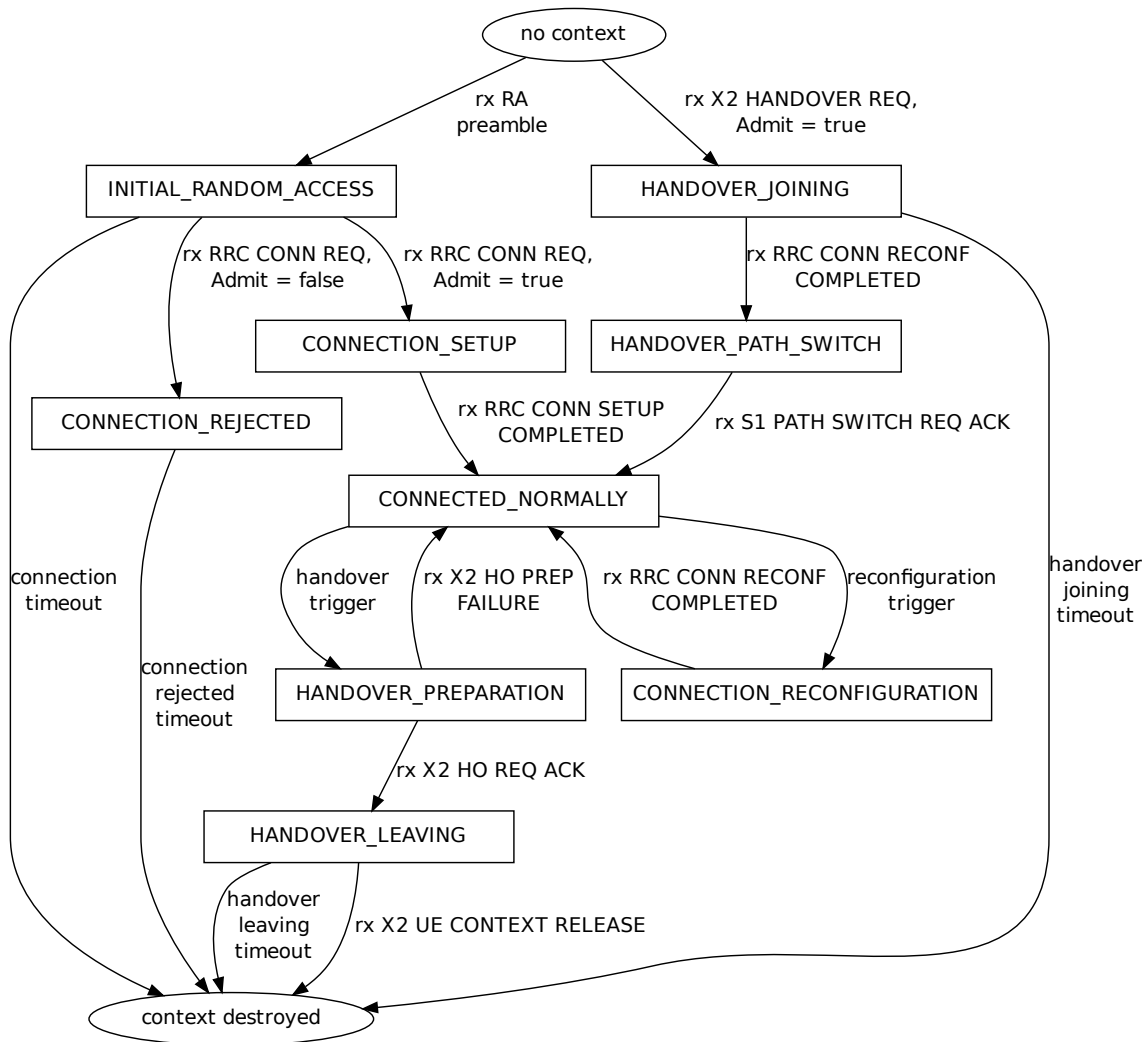 no context
rx RA
preamble
rx X2 HANDOVER REQ,
Admit = true
INITIAL_RANDOM_ACCESS
HANDOVER_JOINING
rx RRC CONN REQ,
Admit = false
rx RRC CONN REQ,
Admit = true
rx RRC CONN RECONF
COMPLETED
CONNECTION_SETUP
HANDOVER_PATH_SWITCH
CONNECTION_REJECTED
rx RRC CONN SETUP
COMPLETED
rx S1 PATH SWITCH REQ ACK
CONNECTED_NORMALLY
connection
timeout
handover
trigger
rx X2 HO PREP
FAILURE
rx RRC CONN RECONF
COMPLETED
reconfiguration
trigger
handover
joining
timeout
connection
rejected
timeout
HANDOVER_PREPARATION
CONNECTION_RECONFIGURATION
rx X2 HO REQ ACK
HANDOVER_LEAVING
handover
leaving
timeout
rx X2 UE CONTEXT RELEASE
context destroyed